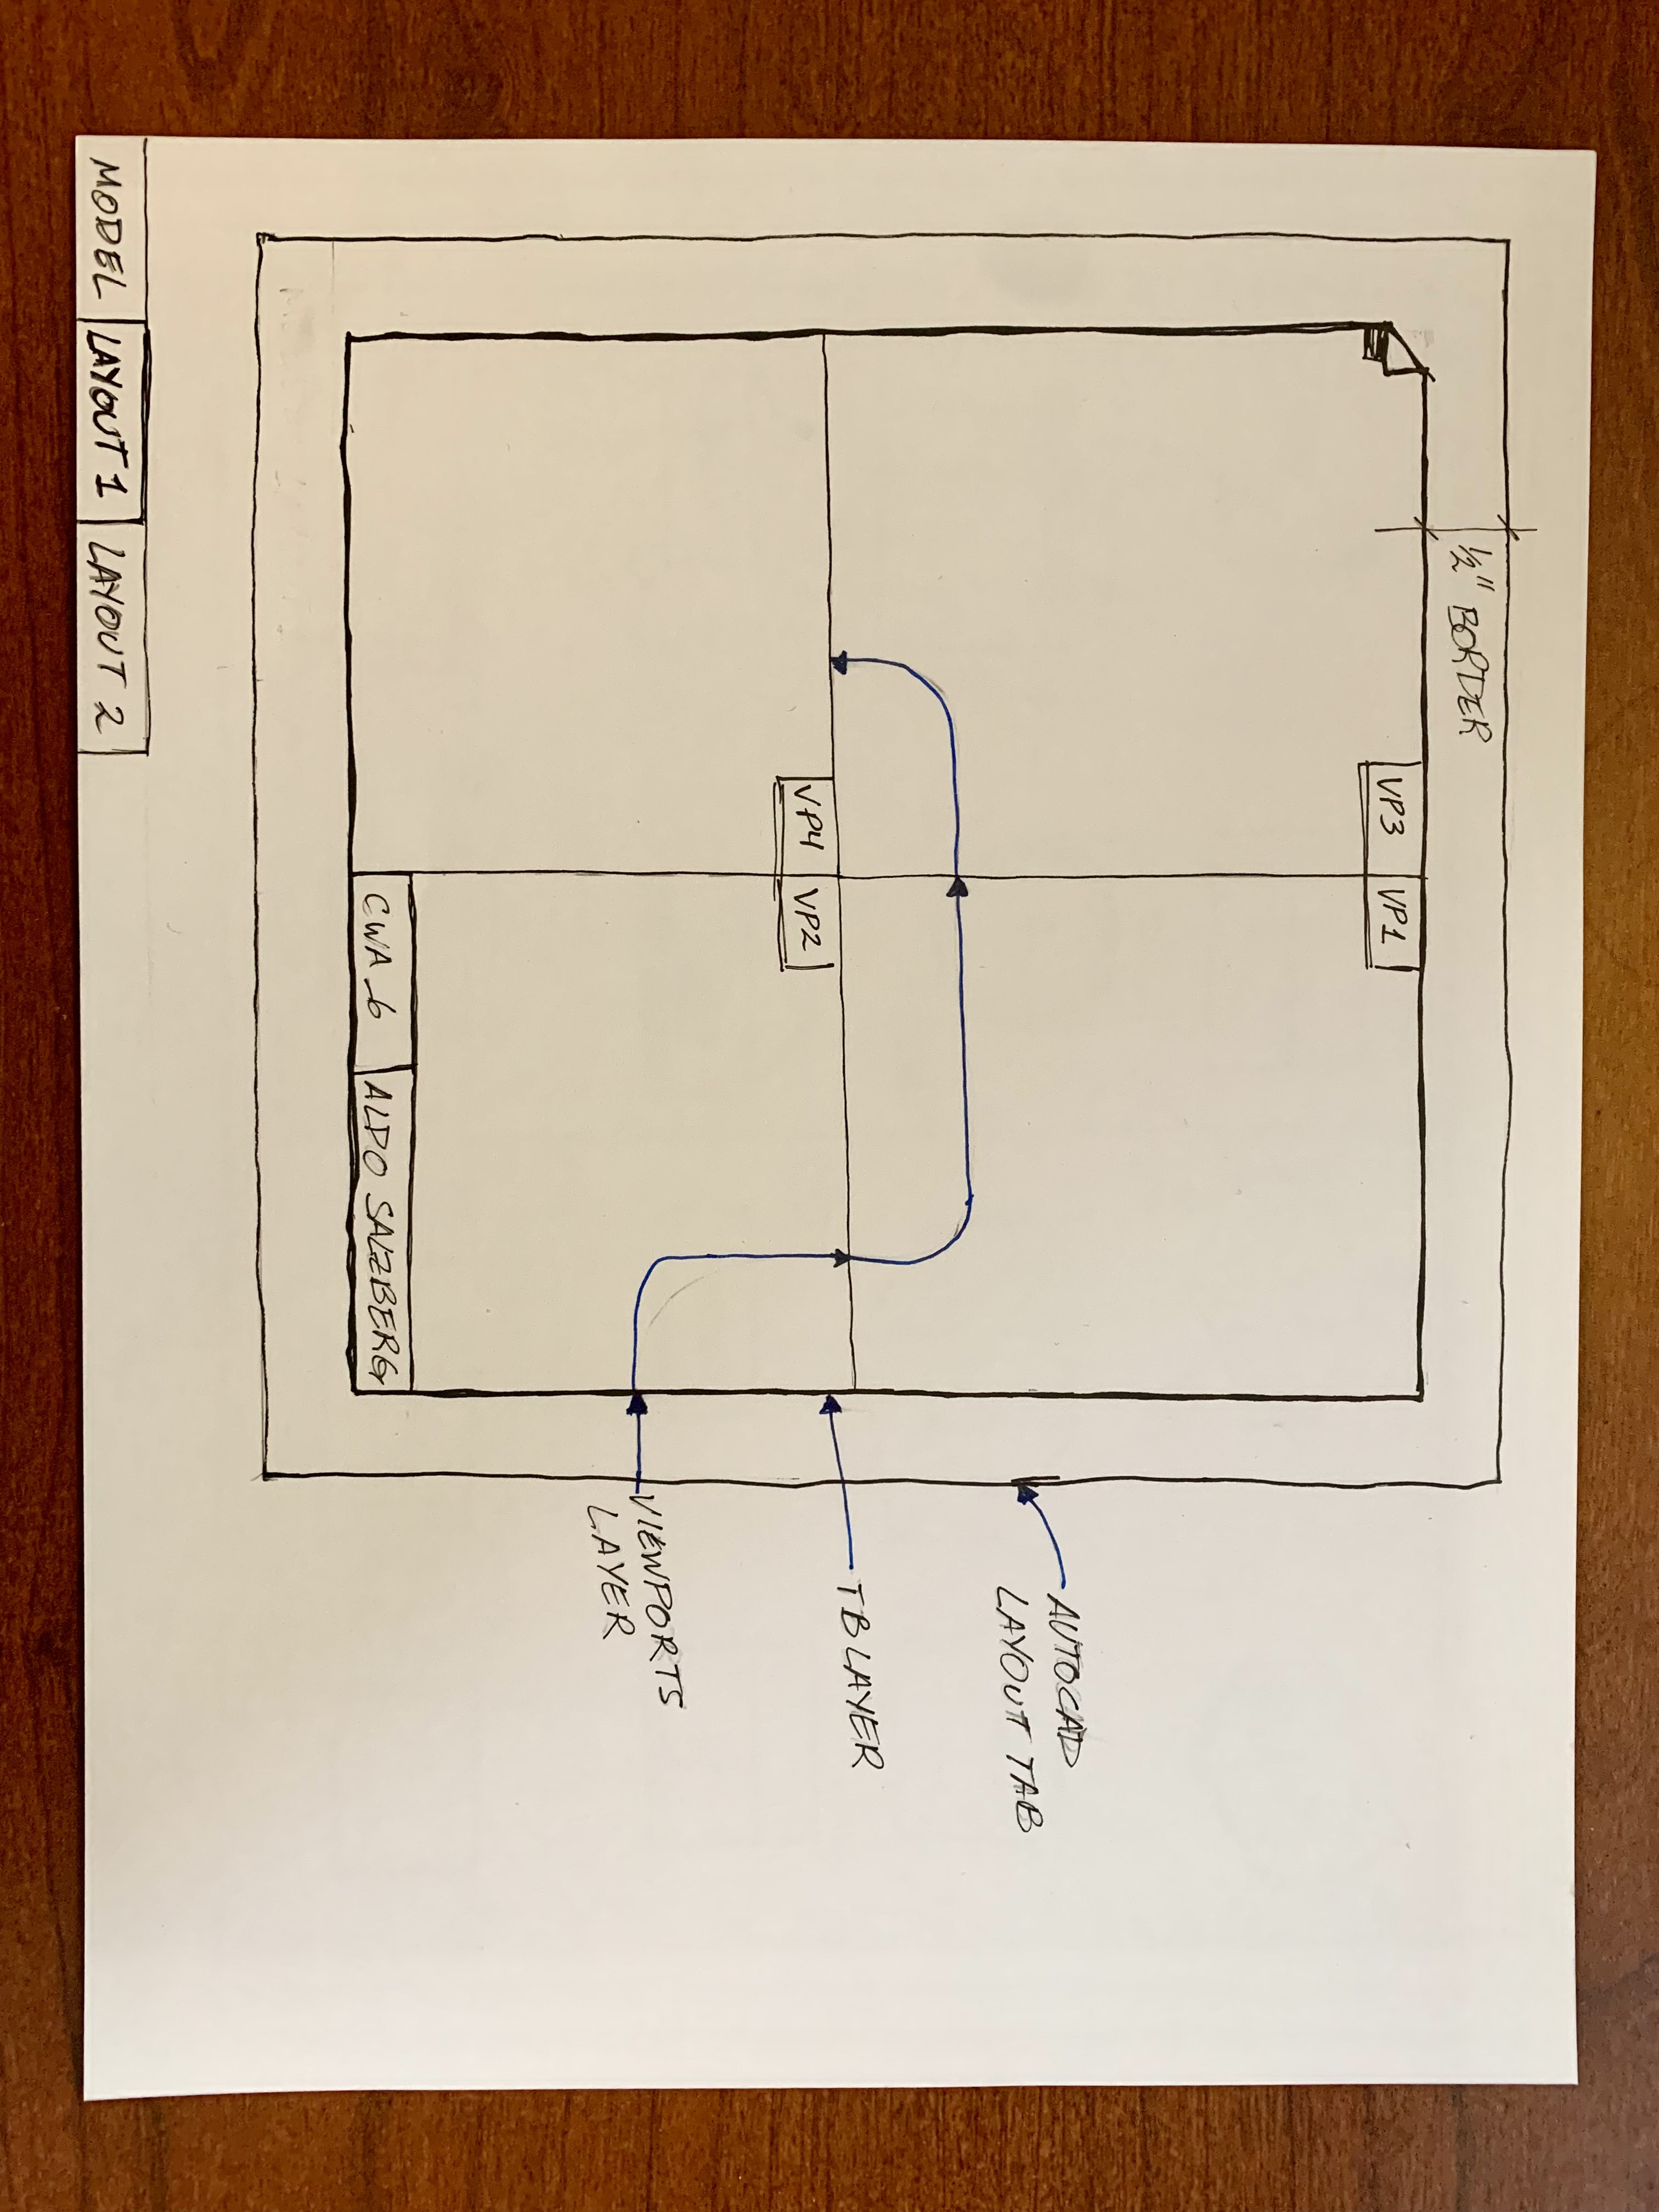 ½" BORDER
VP3
VP1
AUTOCAD
LAYOUT TAB
TB LAYER
VP4
VP2
VIEWPORTS
LAYER
CWA_6
ALDO SALZBERG
MODEL
LAYOUT 1
LAYOUT 2